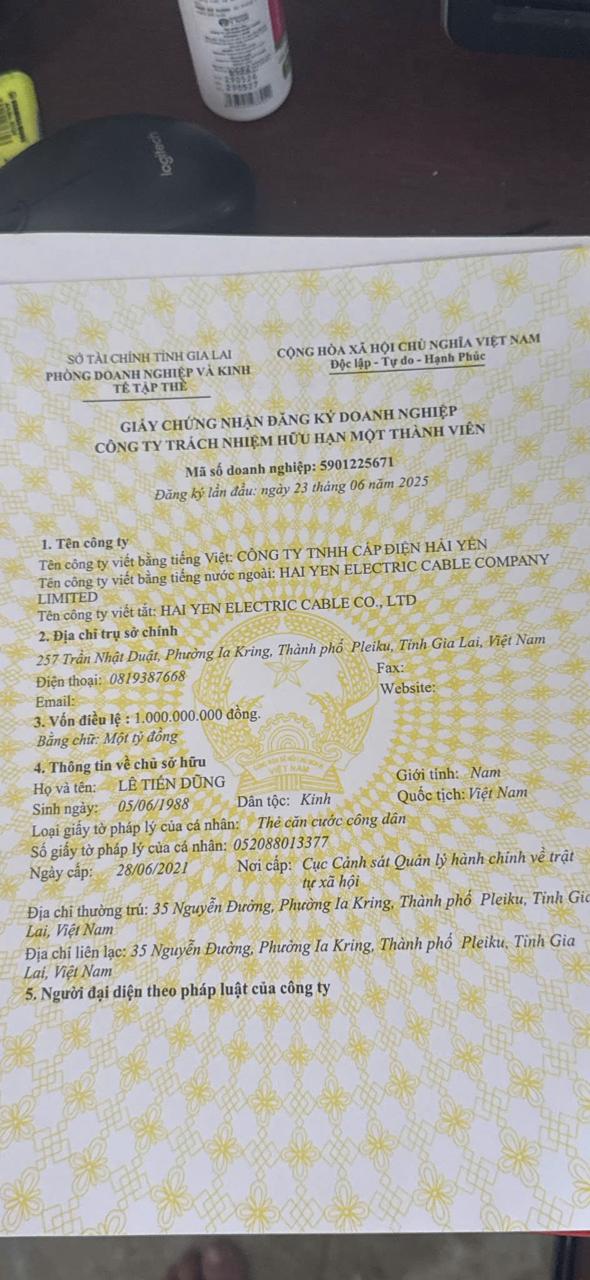 logitech
290526
290527
SỞ TÀI CHÍNH TỈNH GIA LAI
PHÒNG DOANH NGHIỆP VÀ KINH
TẾ TẬP THỂ
CỘNG HÒA XÃ HỘI CHỦ NGHĨA VIỆT NAM
Độc lập - Tự do - Hạnh Phúc
GIẤY CHỨNG NHẬN ĐĂNG KÝ DOANH NGHIỆP
CÔNG TY TRÁCH NHIỆM HỮU HẠN MỘT THÀNH VIÊN
Mã số doanh nghiệp: 5901225671
Đăng ký lần đầu: ngày 23 tháng 06 năm 2025
1. Tên công ty
Tên công ty viết bằng tiếng Việt: CÔNG TY TNHH CÁP ĐIỆN HẢI YẾN
Tên công ty viết bằng tiếng nước ngoài: HAI YEN ELECTRIC CABLE COMPANY
LIMITED
Tên công ty viết tắt: HAI YEN ELECTRIC CABLE CO., LTD
2. Địa chỉ trụ sở chính
257 Trần Nhật Duật, Phường Ia Kring, Thành phố Pleiku, Tỉnh Gia Lai, Việt Nam
Điện thoại: 0819387668 Fax:
Email: Website:
3. Vốn điều lệ : 1.000.000.000 đồng.
Bằng chữ: Một tỷ đồng
4. Thông tin về chủ sở hữu
Họ và tên: LÊ TIẾN DŨNG Giới tính: Nam
Sinh ngày: 05/06/1988 Dân tộc: Kinh Quốc tịch: Việt Nam
Loại giấy tờ pháp lý của cá nhân: Thẻ căn cước công dân
Số giấy tờ pháp lý của cá nhân: 052088013377
Ngày cấp: 28/06/2021 Nơi cấp: Cục Cảnh sát Quản lý hành chính về trật
tự xã hội
Địa chỉ thường trú: 35 Nguyễn Đường, Phường Ia Kring, Thành phố Pleiku, Tỉnh Gia
Lai, Việt Nam
Địa chỉ liên lạc: 35 Nguyễn Đường, Phường Ia Kring, Thành phố Pleiku, Tỉnh Gia
Lai, Việt Nam
5. Người đại diện theo pháp luật của công ty